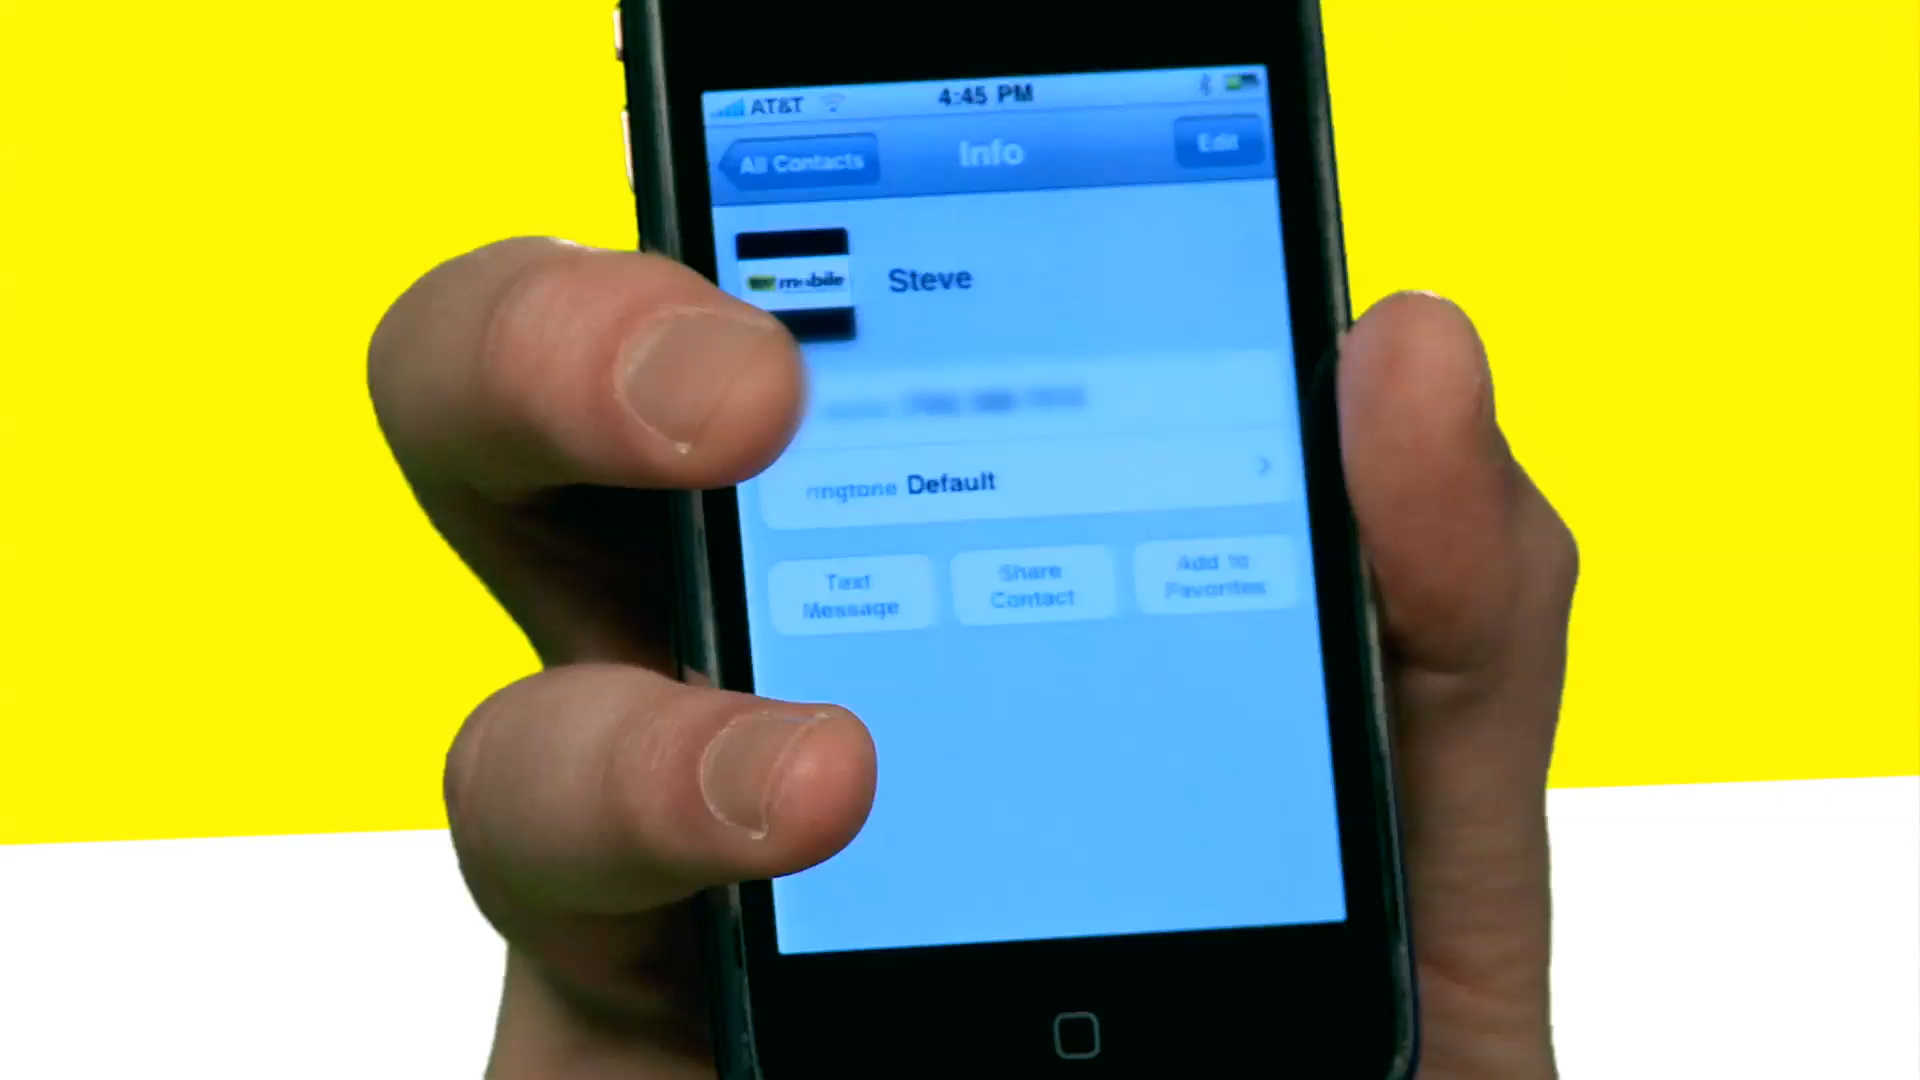 AT&T 4:45 PM
All Contacts Info Edit
mobile
Steve
ringtone Default
Text Message
Share Contact
Add to Favorites